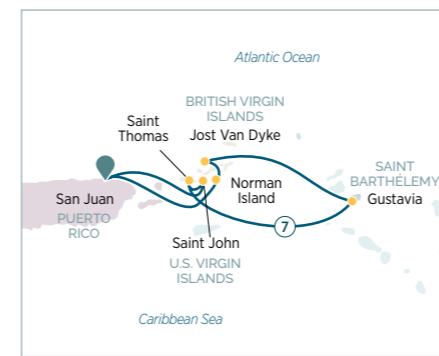 Atlantic Ocean
BRITISH VIRGIN
ISLANDS
Saint
Thomas
Jost Van Dyke
SAINT
BARTHÉLEMY
San Juan
Norman
Island
Gustavia
PUERTO
RICO
Saint John
7
U.S. VIRGIN
ISLANDS
Caribbean Sea